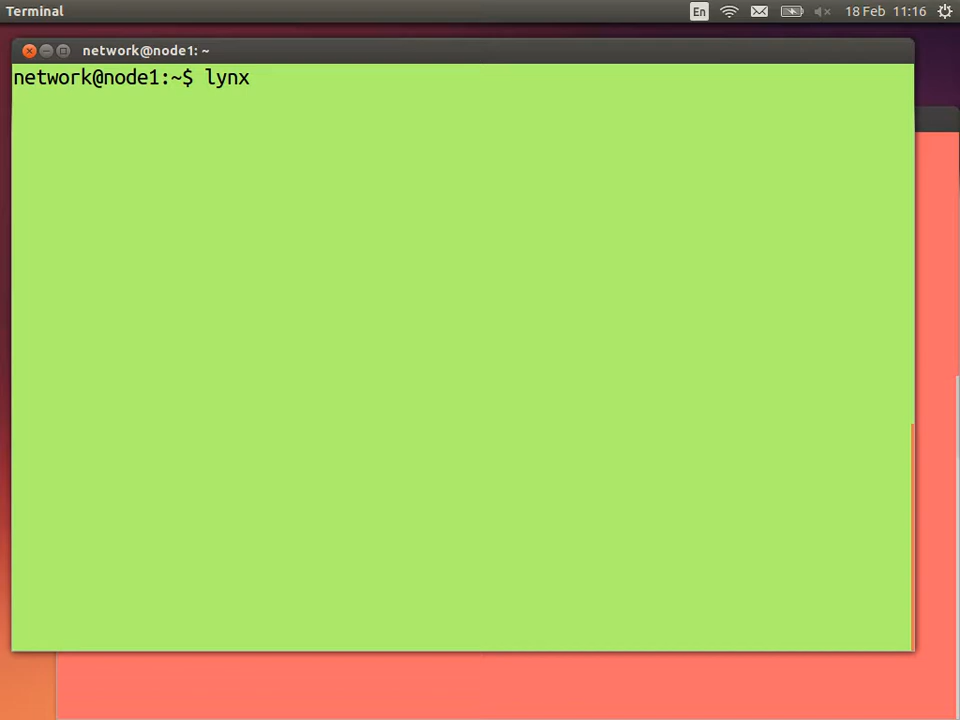 Terminal
En
18 Feb 11:16
network@node1: ~
network@node1:~$ lynx